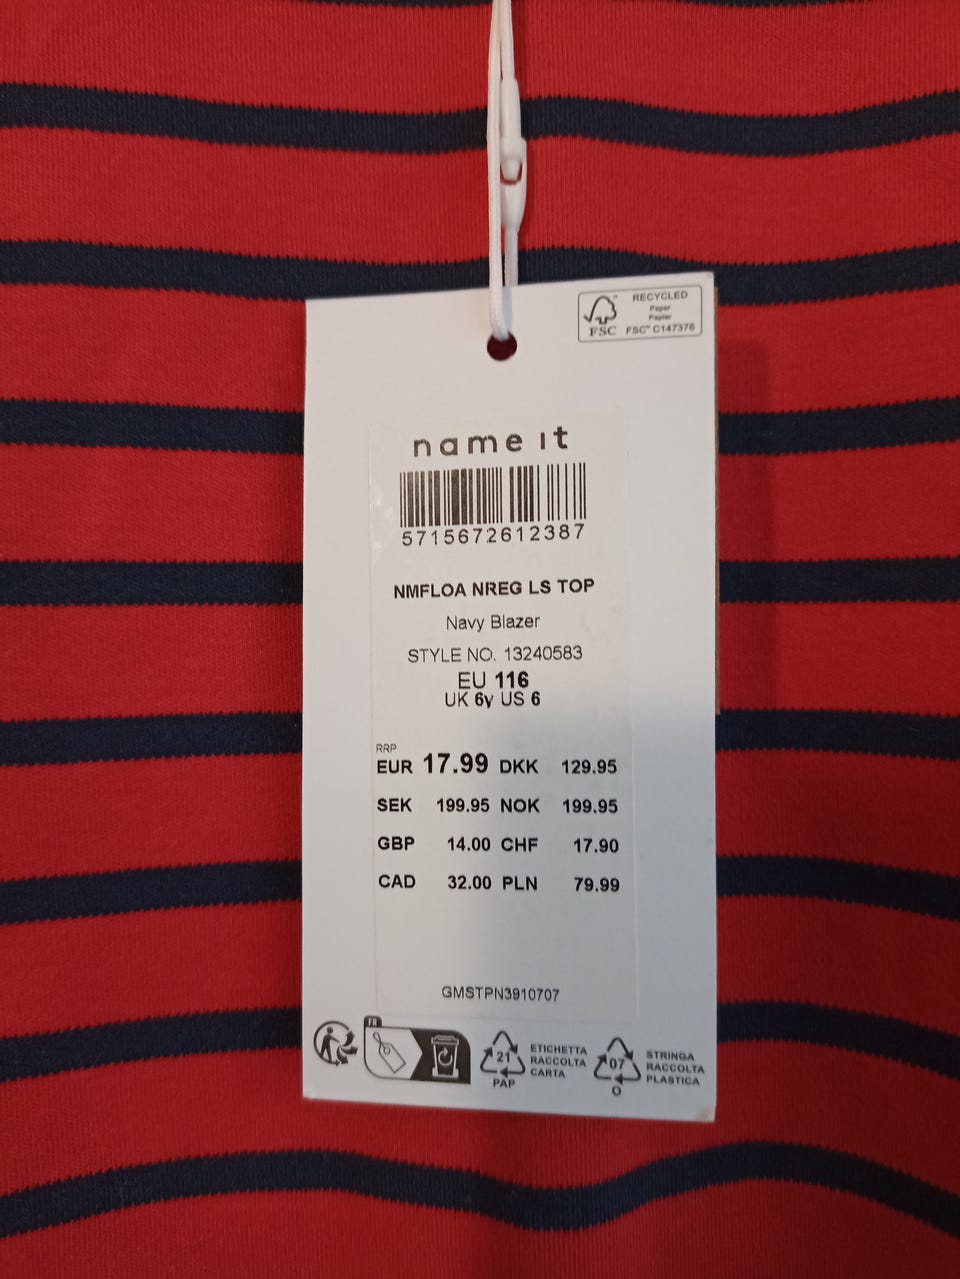 RECYCLED
Paper
Papier
FSC™ C147376
FSC
name it
5715672612387
NMFLOA NREG LS TOP
Navy Blazer
STYLE NO. 13240583
EU 116
UK 6y US 6
RRP
EUR 17.99 DKK 129.95
SEK 199.95 NOK 199.95
GBP 14.00 CHF 17.90
CAD 32.00 PLN 79.99
GMSTPN3910707
FR
21
PAP
ETICHETTA
RACCOLTA
CARTA
07
O
STRINGA
RACCOLTA
PLASTICA